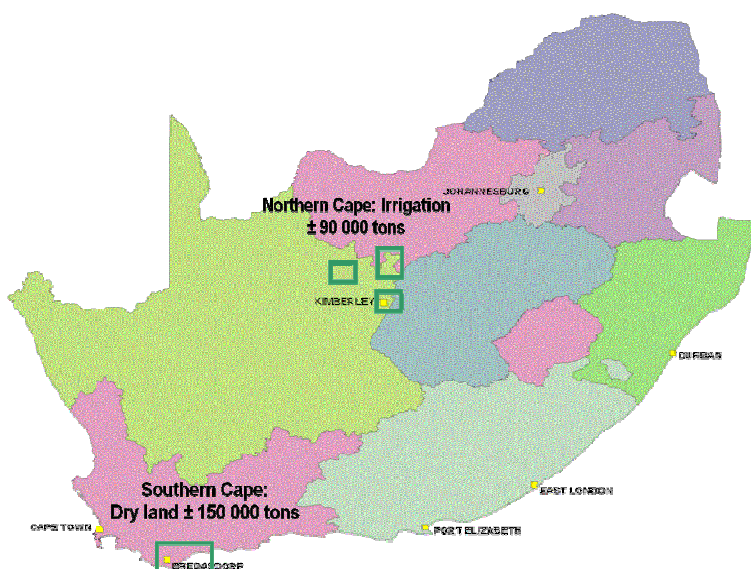 JOHANNESBURG
Northern Cape: Irrigation
± 90 000 tons
KIMBERLEY
DURBAN
Southern Cape:
Dry land ± 150 000 tons
EAST LONDON
CAPE TOWN
PORT ELIZABETH
BREDASDORP